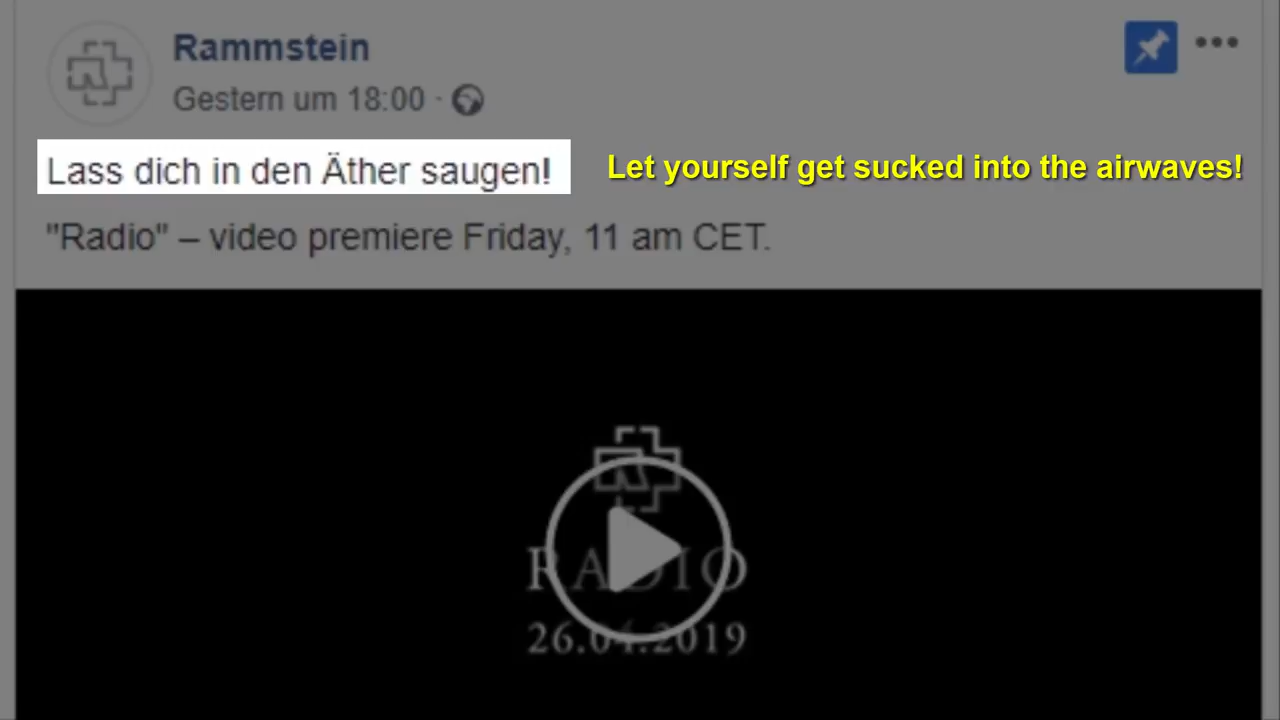 Rammstein
Gestern um 18:00 ·
Lass dich in den Äther saugen!
Let yourself get sucked into the airwaves!
"Radio" – video premiere Friday, 11 am CET.
RADIO
26.04.2019